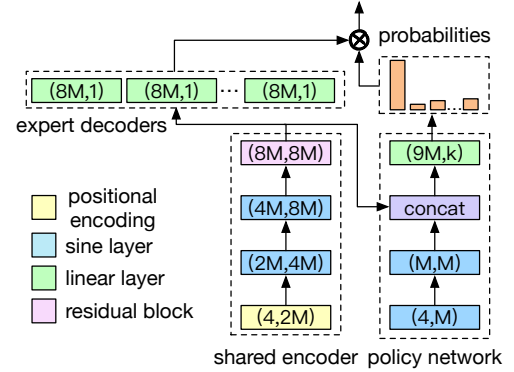 probabilities
(8M,1) (8M,1) ... (8M,1)
expert decoders
(8M,8M)
(9M,k)
(4M,8M)
concat
(2M,4M)
(M,M)
(4,2M)
(4,M)
positional
encoding
sine layer
linear layer
residual block
shared encoder
policy network